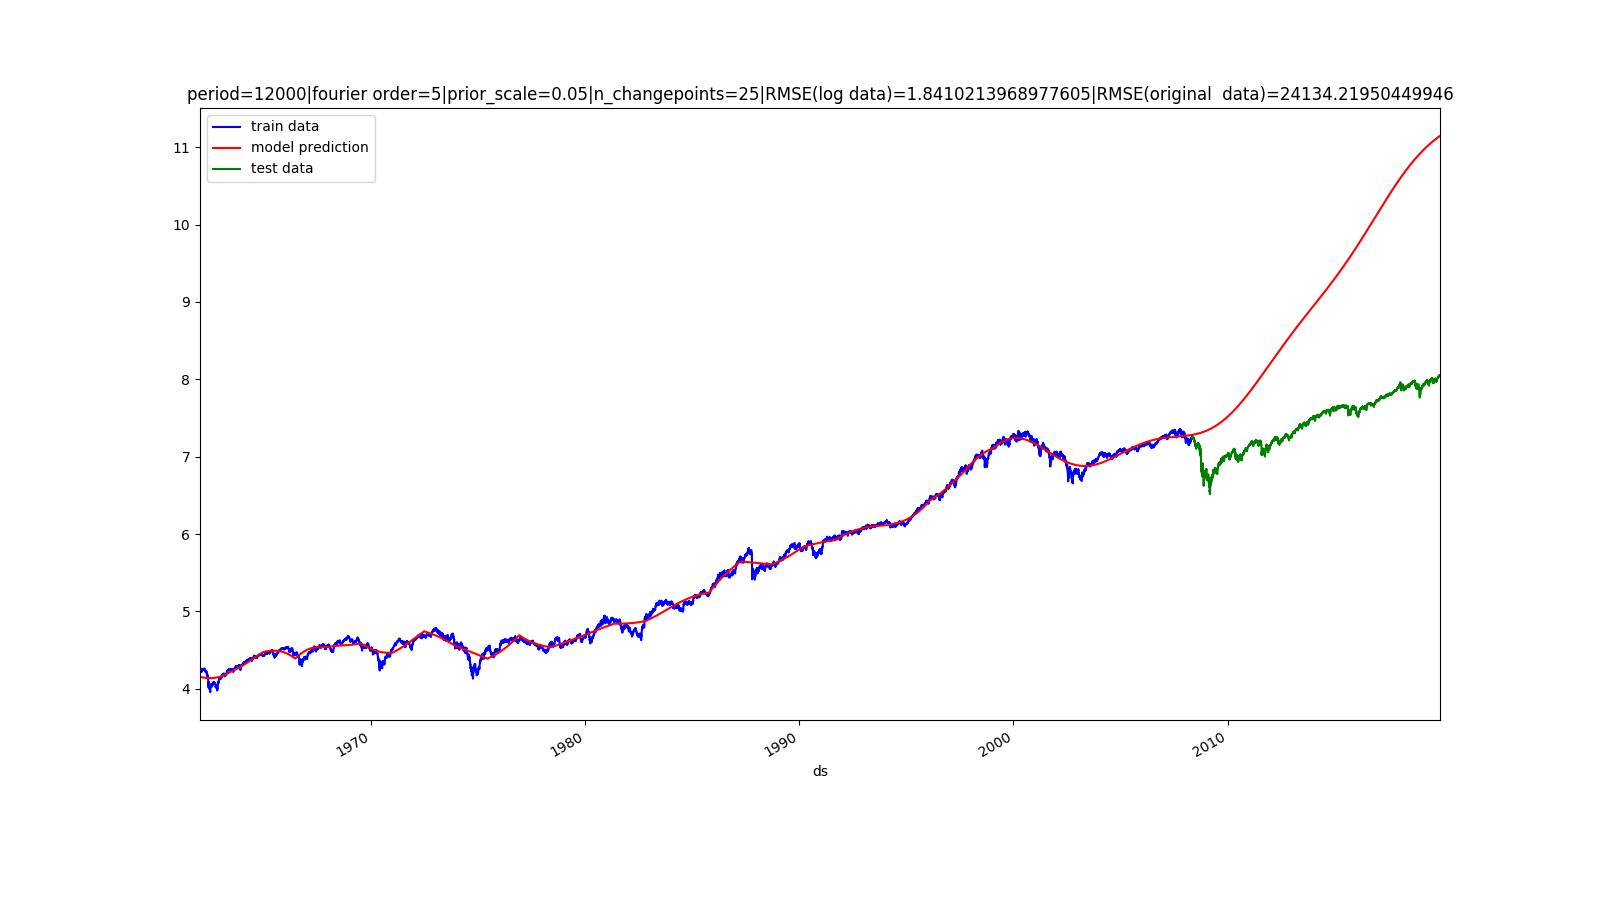 period=12000|fourier order=5|prior_scale=0.05|n_changepoints=25|RMSE(log data)=1.8410213968977605|RMSE(original  data)=24134.21950449946
train data
model prediction
test data
11
10
9
8
7
6
5
4
1970
1980
1990
2000
2010
ds